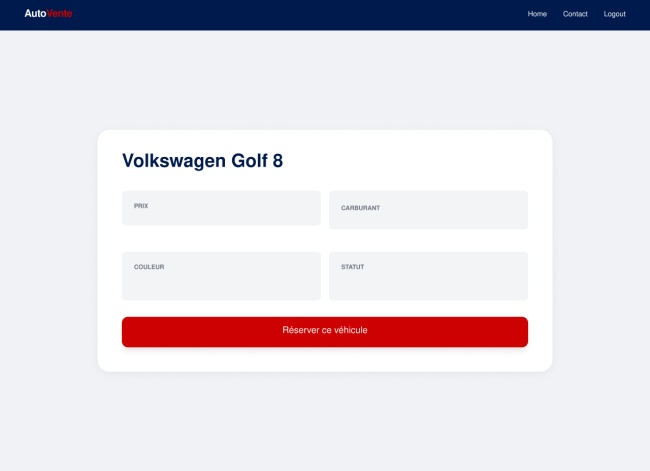 AutoVente
Home Contact Logout
Volkswagen Golf 8
PRIX
CARBURANT
COULEUR
STATUT
Réserver ce véhicule